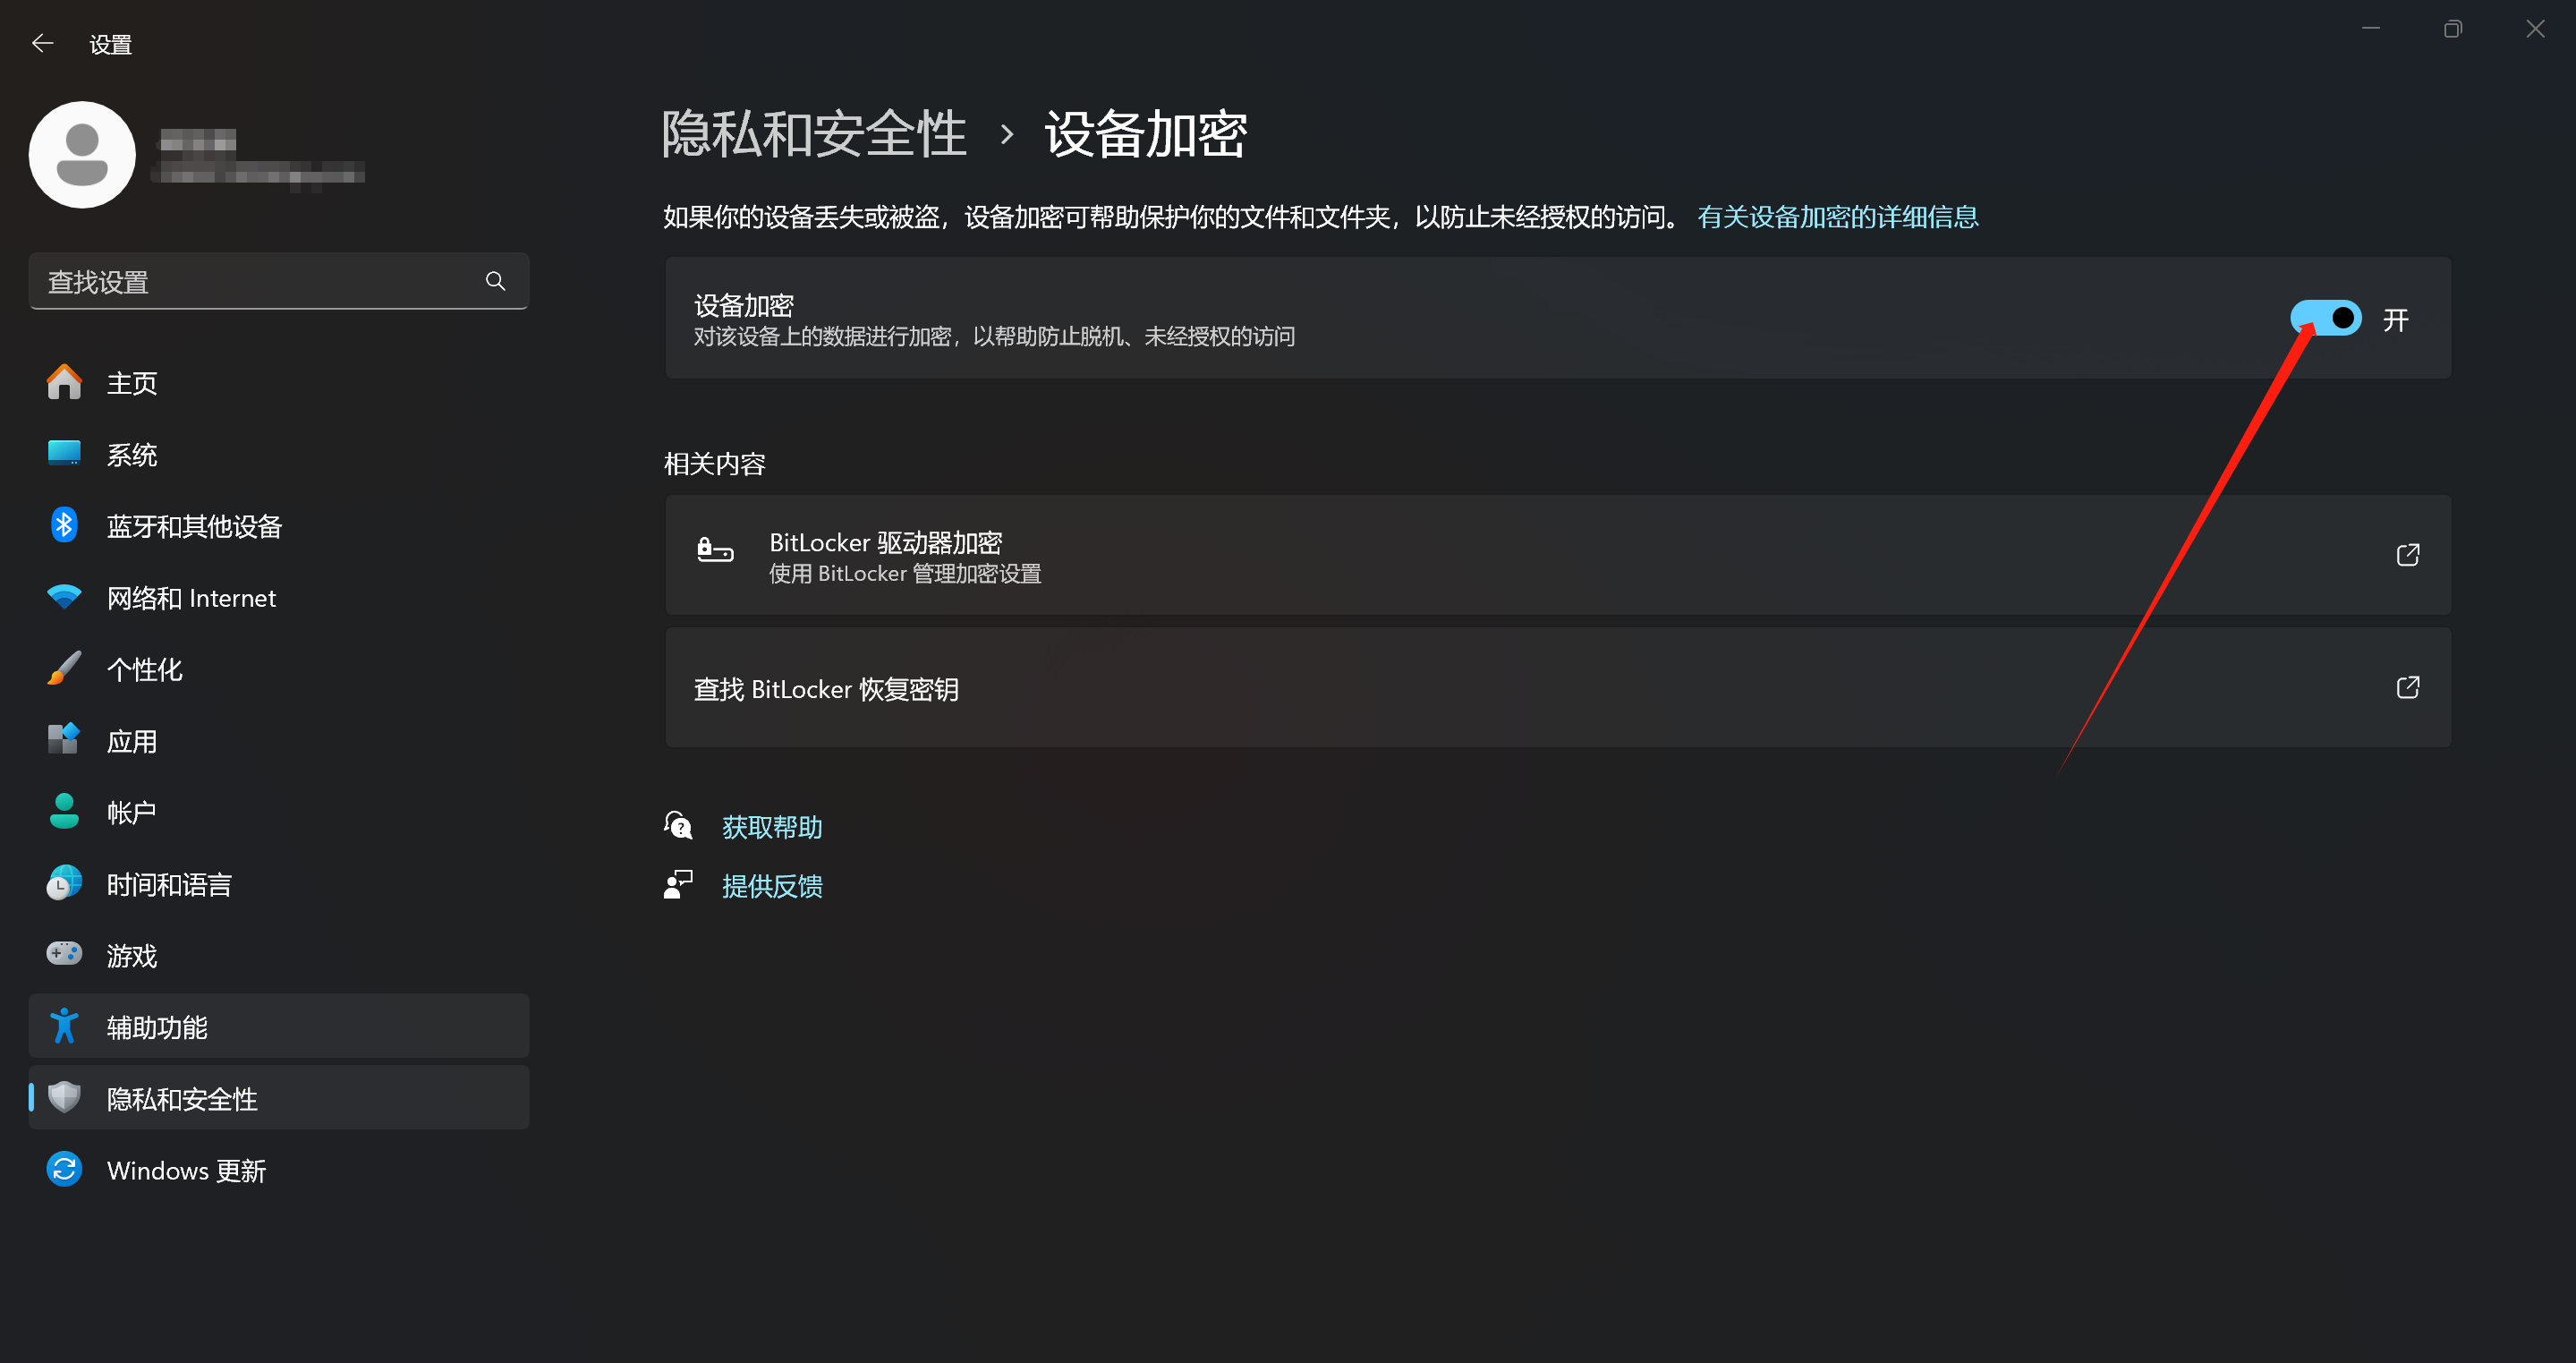 设置
查找设置
主页
系统
蓝牙和其他设备
网络和 Internet
个性化
应用
帐户
时间和语言
游戏
辅助功能
隐私和安全性
Windows 更新
隐私和安全性 › 设备加密
如果你的设备丢失或被盗，设备加密可帮助保护你的文件和文件夹，以防止未经授权的访问。 有关设备加密的详细信息
设备加密
对该设备上的数据进行加密，以帮助防止脱机、未经授权的访问
开
相关内容
BitLocker 驱动器加密
使用 BitLocker 管理加密设置
查找 BitLocker 恢复密钥
获取帮助
提供反馈